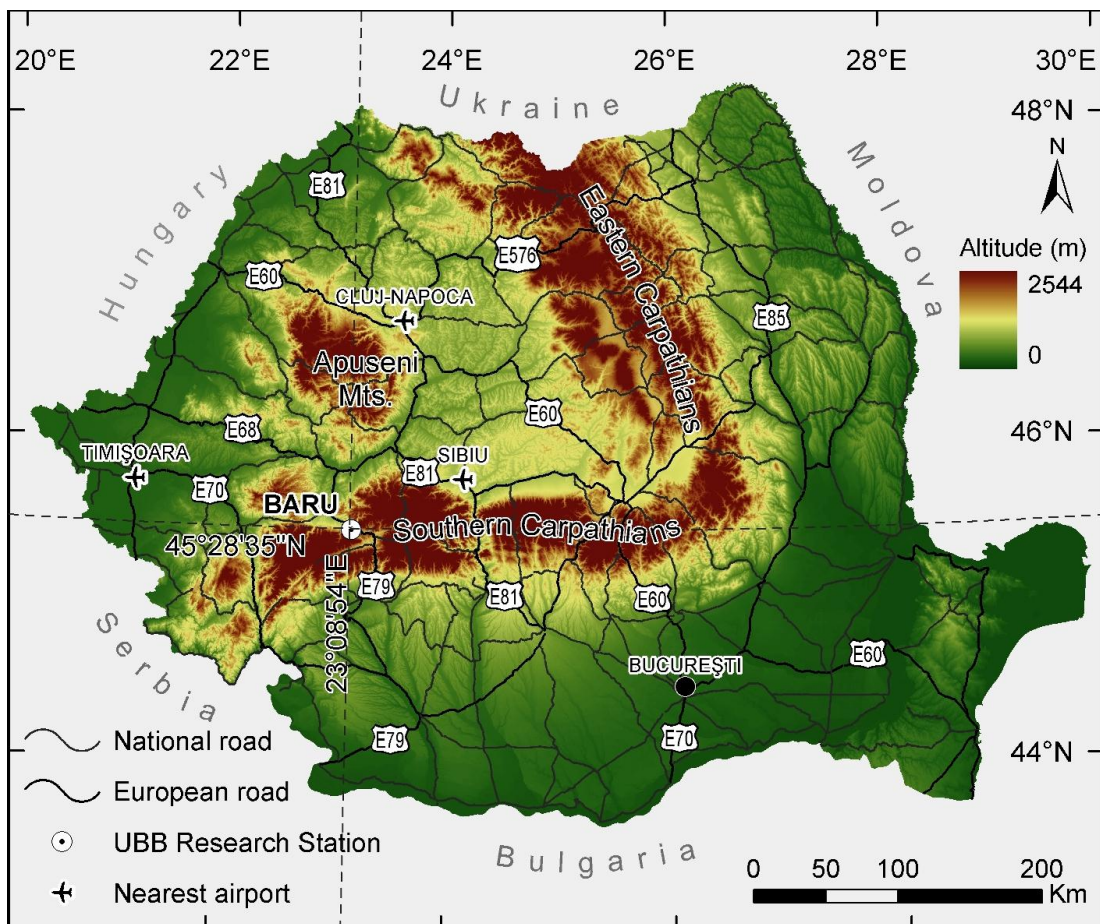 20°E
22°E
24°E
26°E
28°E
30°E
Ukraine
48°N
N
Hungary
Moldova
E81
Eastern Carpathians
Altitude (m)
2544
0
E576
E60
CLUJ-NAPOCA
E85
Apuseni
Mts.
E60
E68
46°N
TIMIŞOARA
SIBIU
E81
E70
BARU
Southern Carpathians
45°28'35"N
23°08'54"E
E79
E81
E60
Serbia
BUCUREŞTI
E60
E79
E70
44°N
National road
European road
UBB Research Station
Nearest airport
Bulgaria
0
50
100
200
Km